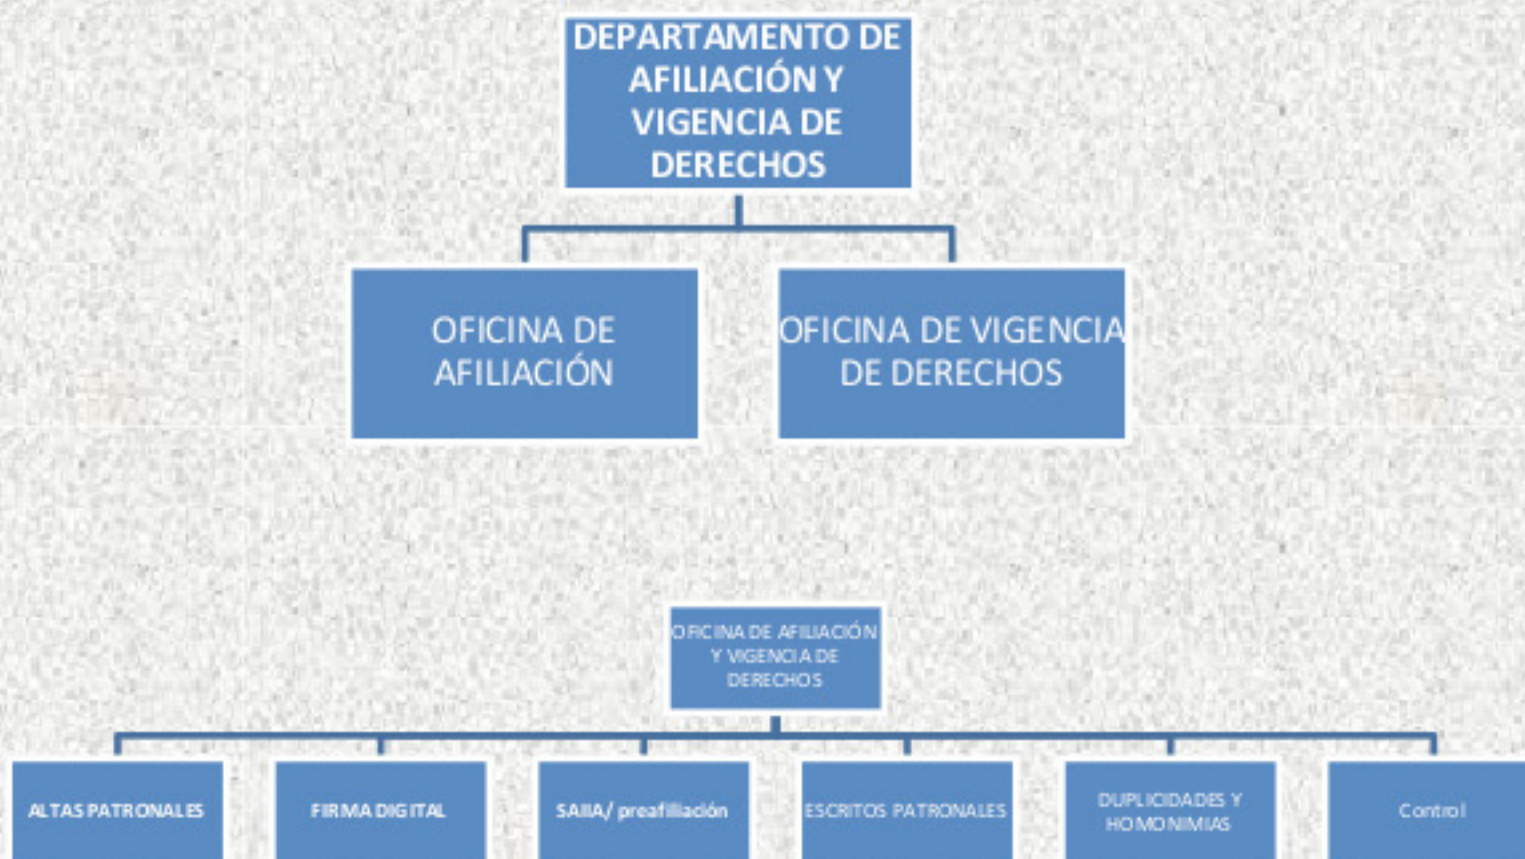 DEPARTAMENTO DE
AFILIACIÓN Y
VIGENCIA DE
DERECHOS
OFICINA DE
AFILIACIÓN
OFICINA DE VIGENCIA
DE DERECHOS
OFICINA DE AFILIACIÓN
Y VIGENCIA DE
DERECHOS
ALTAS PATRONALES
FIRMA DIGITAL
SAIIA/ preafiliación
ESCRITOS PATRONALES
DUPLICIDADES Y
HOMONIMIAS
Control